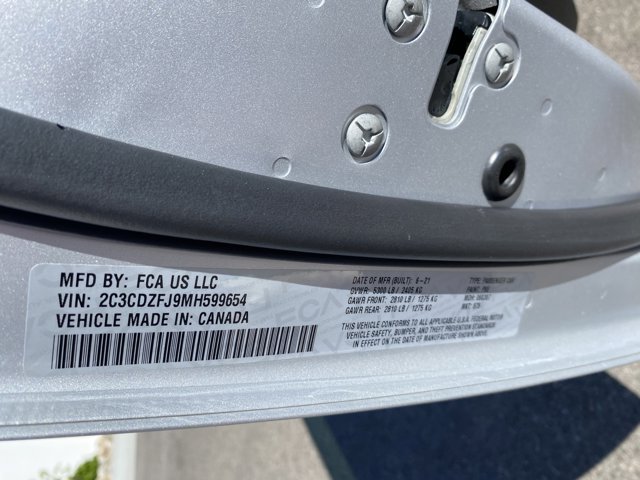 MFD BY: FCA US LLC
VIN: 2C3CDZFJ9MH599654
VEHICLE MADE IN: CANADA
DATE OF MFR (BUILT): 6-21
GVWR: 5300 LB / 2405 KG
GAWR FRONT: 2810 LB / 1275 KG
GAWR REAR: 2810 LB / 1275 KG
TYPE: PASSENGER CAR
PAINT:
MDH:
THIS VEHICLE CONFORMS TO ALL APPLICABLE U.S.A. FEDERAL MOTOR
VEHICLE SAFETY, BUMPER, AND THEFT PREVENTION STANDARDS
IN EFFECT ON THE DATE OF MANUFACTURE SHOWN ABOVE.